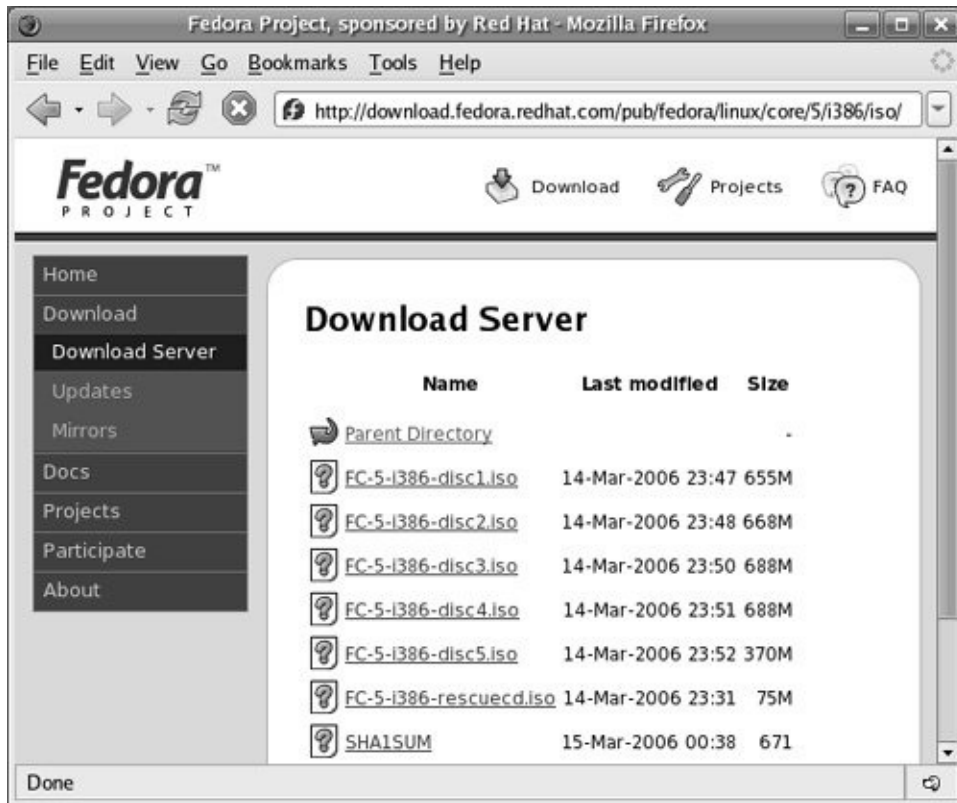 Fedora Project, sponsored by Red Hat - Mozilla Firefox
File Edit View Go Bookmarks Tools Help
http://download.fedora.redhat.com/pub/fedora/linux/core/5/i386/iso/
Fedora™
PROJECT
Download
Projects
FAQ
Home
Download
Download Server
Updates
Mirrors
Docs
Projects
Participate
About
Download Server
Name Last modified Size
Parent Directory -
FC-5-i386-disc1.iso 14-Mar-2006 23:47 655M
FC-5-i386-disc2.iso 14-Mar-2006 23:48 668M
FC-5-i386-disc3.iso 14-Mar-2006 23:50 688M
FC-5-i386-disc4.iso 14-Mar-2006 23:51 688M
FC-5-i386-disc5.iso 14-Mar-2006 23:52 370M
FC-5-i386-rescuecd.iso 14-Mar-2006 23:31 75M
SHA1SUM 15-Mar-2006 00:38 671
Done